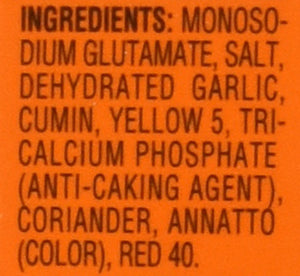 INGREDIENTS: MONOSO-
DIUM GLUTAMATE, SALT,
DEHYDRATED GARLIC,
CUMIN, YELLOW 5, TRI-
CALCIUM PHOSPHATE
(ANTI-CAKING AGENT),
CORIANDER, ANNATTO
(COLOR), RED 40.